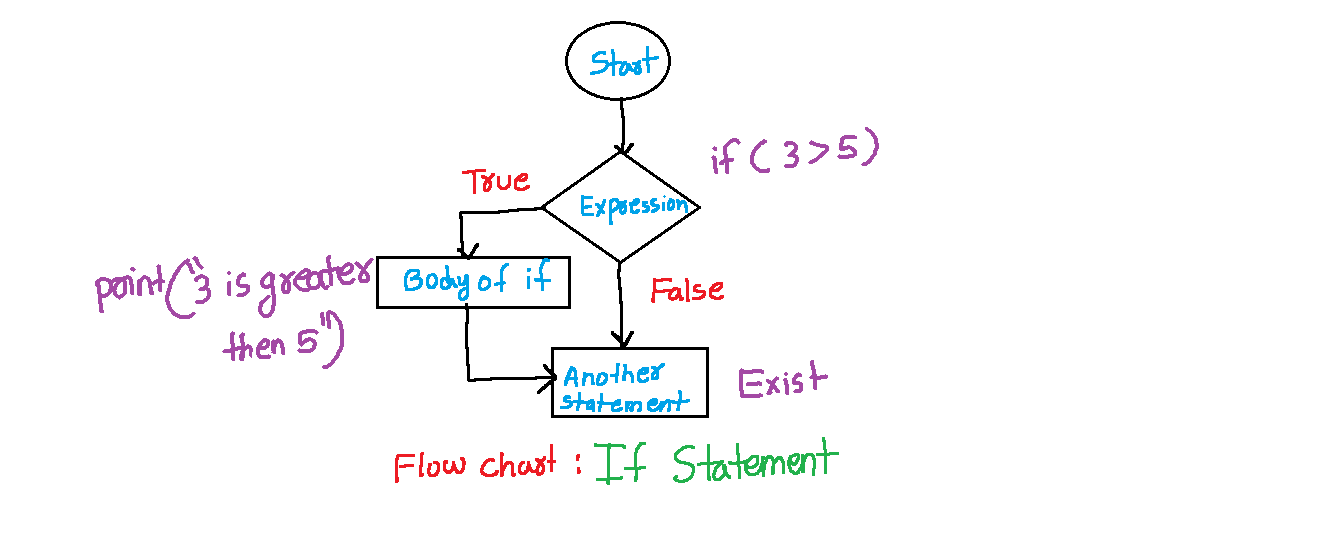 Start
if ( 3 > 5 )
True
Expression
print("3 is greater
then 5")
Body of if
False
Another
statement
Exist
Flow chart : If Statement